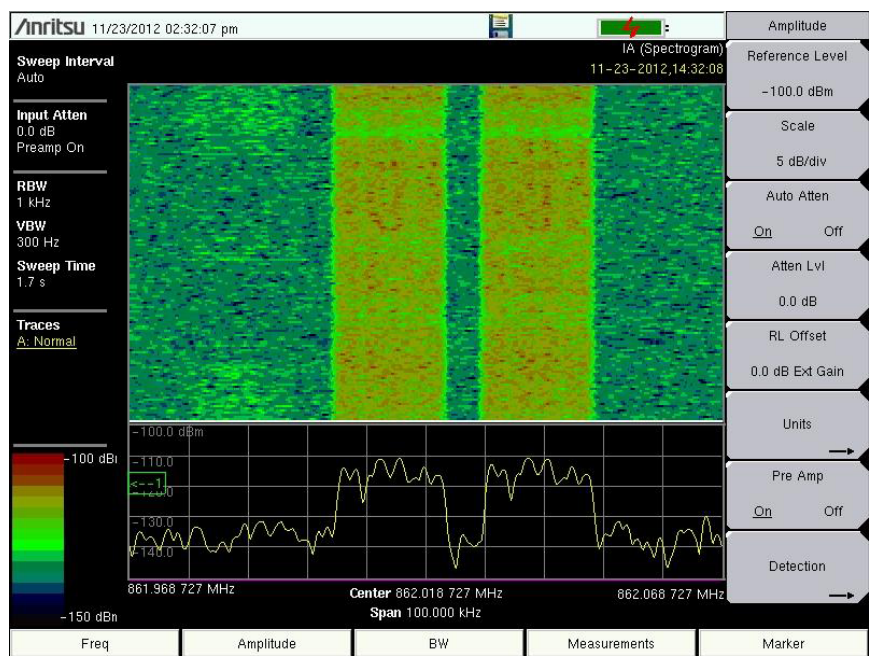 Anritsu 11/23/2012 02:32:07 pm
IA (Spectrogram)
11-23-2012,14:32:08
Sweep Interval
Auto
Input Atten
0.0 dB
Preamp On
RBW
1 kHz
VBW
300 Hz
Sweep Time
1.7 s
Traces
A: Normal
-100 dBm
-150 dBm
-100.0 dBm
-110.0
<--1
-120.0
-130.0
-140.0
861.968 727 MHz
Center 862.018 727 MHz
862.068 727 MHz
Span 100.000 kHz
Amplitude
Reference Level
-100.0 dBm
Scale
5 dB/div
Auto Atten
On Off
Atten Lvl
0.0 dB
RL Offset
0.0 dB Ext Gain
Units
Pre Amp
On Off
Detection
Freq
Amplitude
BW
Measurements
Marker